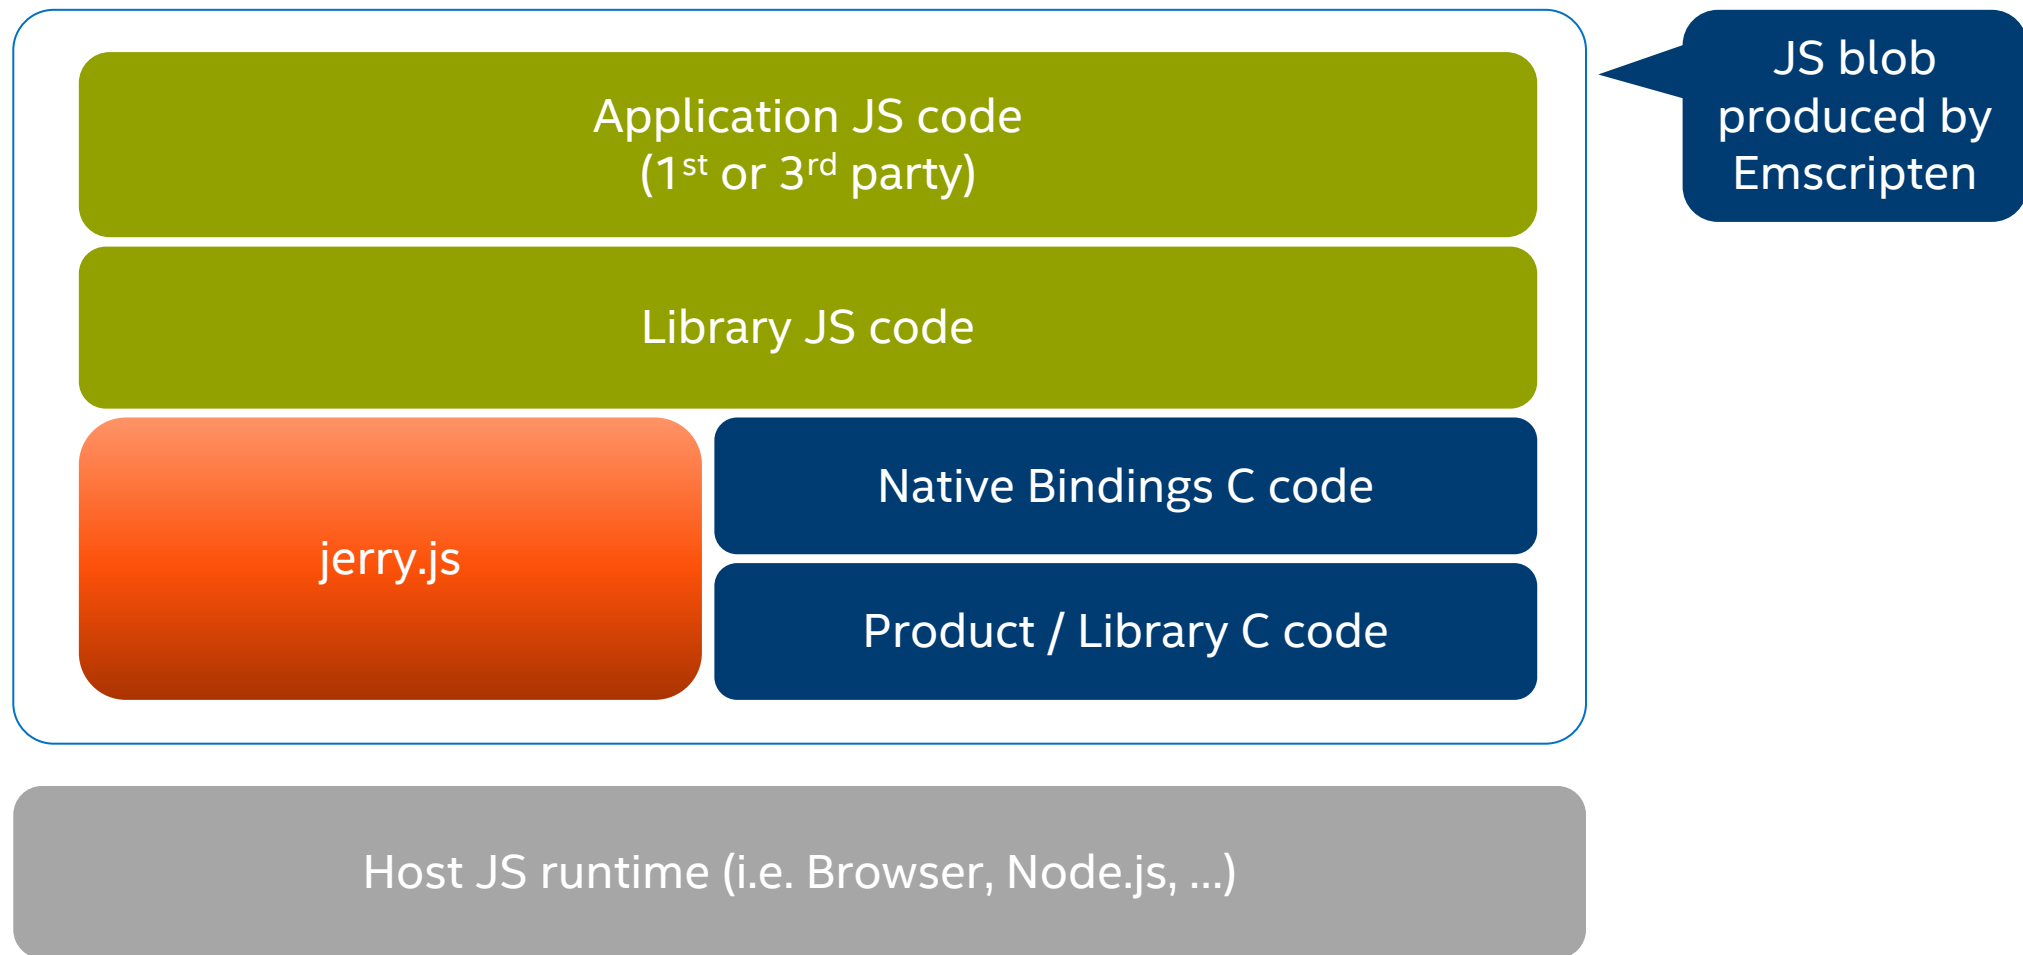 Application JS code
(1st or 3rd party)
JS blob
produced by
Emscripten
Library JS code
jerry.js
Native Bindings C code
Product / Library C code
Host JS runtime (i.e. Browser, Node.js, ...)